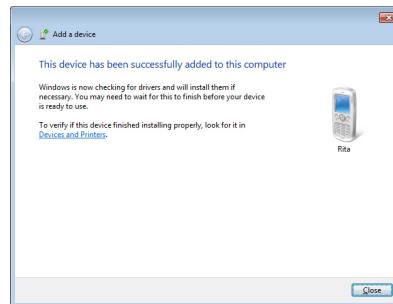 Add a device
This device has been successfully added to this computer
Windows is now checking for drivers and will install them if
necessary. You may need to wait for this to finish before your device
is ready to use.
To verify if this device finished installing properly, look for it in
Devices and Printers.
Rita
Close